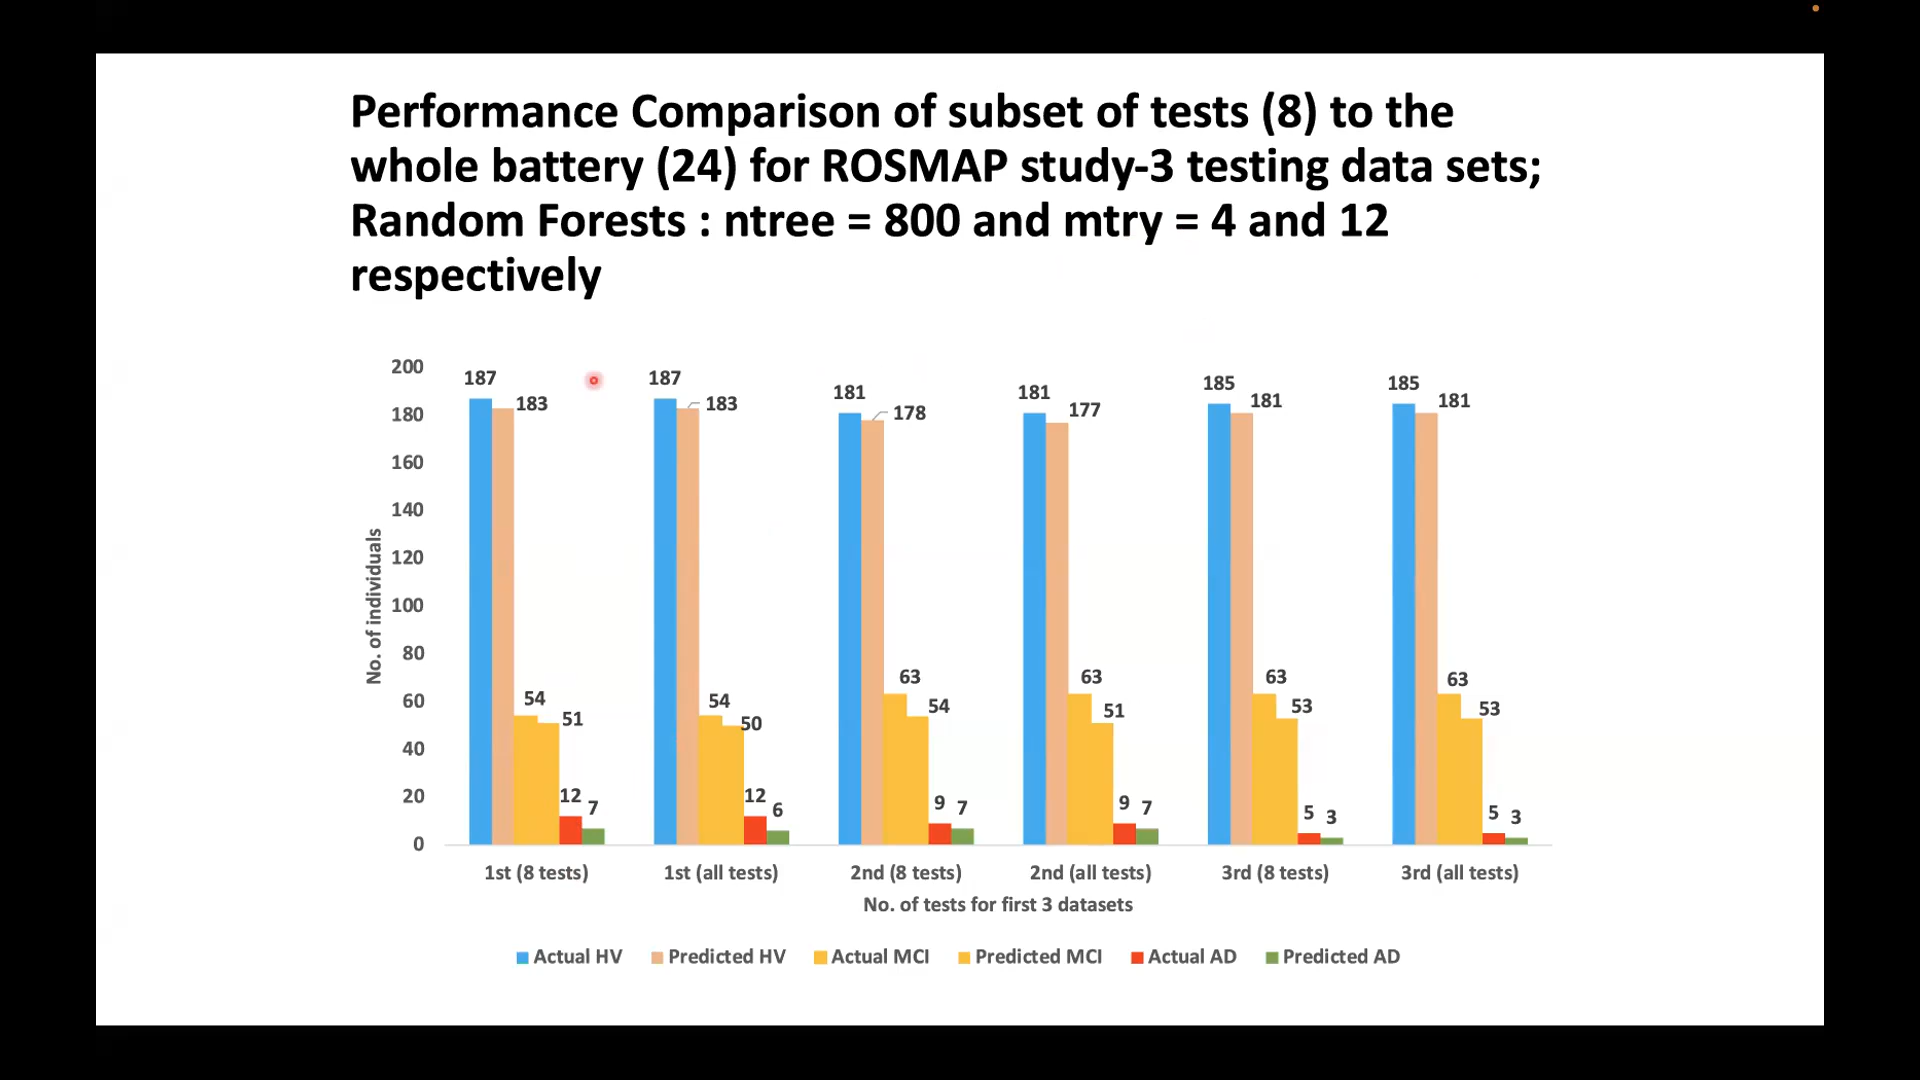 Performance Comparison of subset of tests (8) to the
whole battery (24) for ROSMAP study-3 testing data sets;
Random Forests : ntree = 800 and mtry = 4 and 12
respectively
No. of individuals
200
180
160
140
120
100
80
60
40
20
0
187
183
54
51
12
7
187
183
54
50
12
6
181
178
63
54
9
7
181
177
63
51
9
7
185
181
63
53
5
3
185
181
63
53
5
3
1st (8 tests)
1st (all tests)
2nd (8 tests)
2nd (all tests)
3rd (8 tests)
3rd (all tests)
No. of tests for first 3 datasets
Actual HV
Predicted HV
Actual MCI
Predicted MCI
Actual AD
Predicted AD